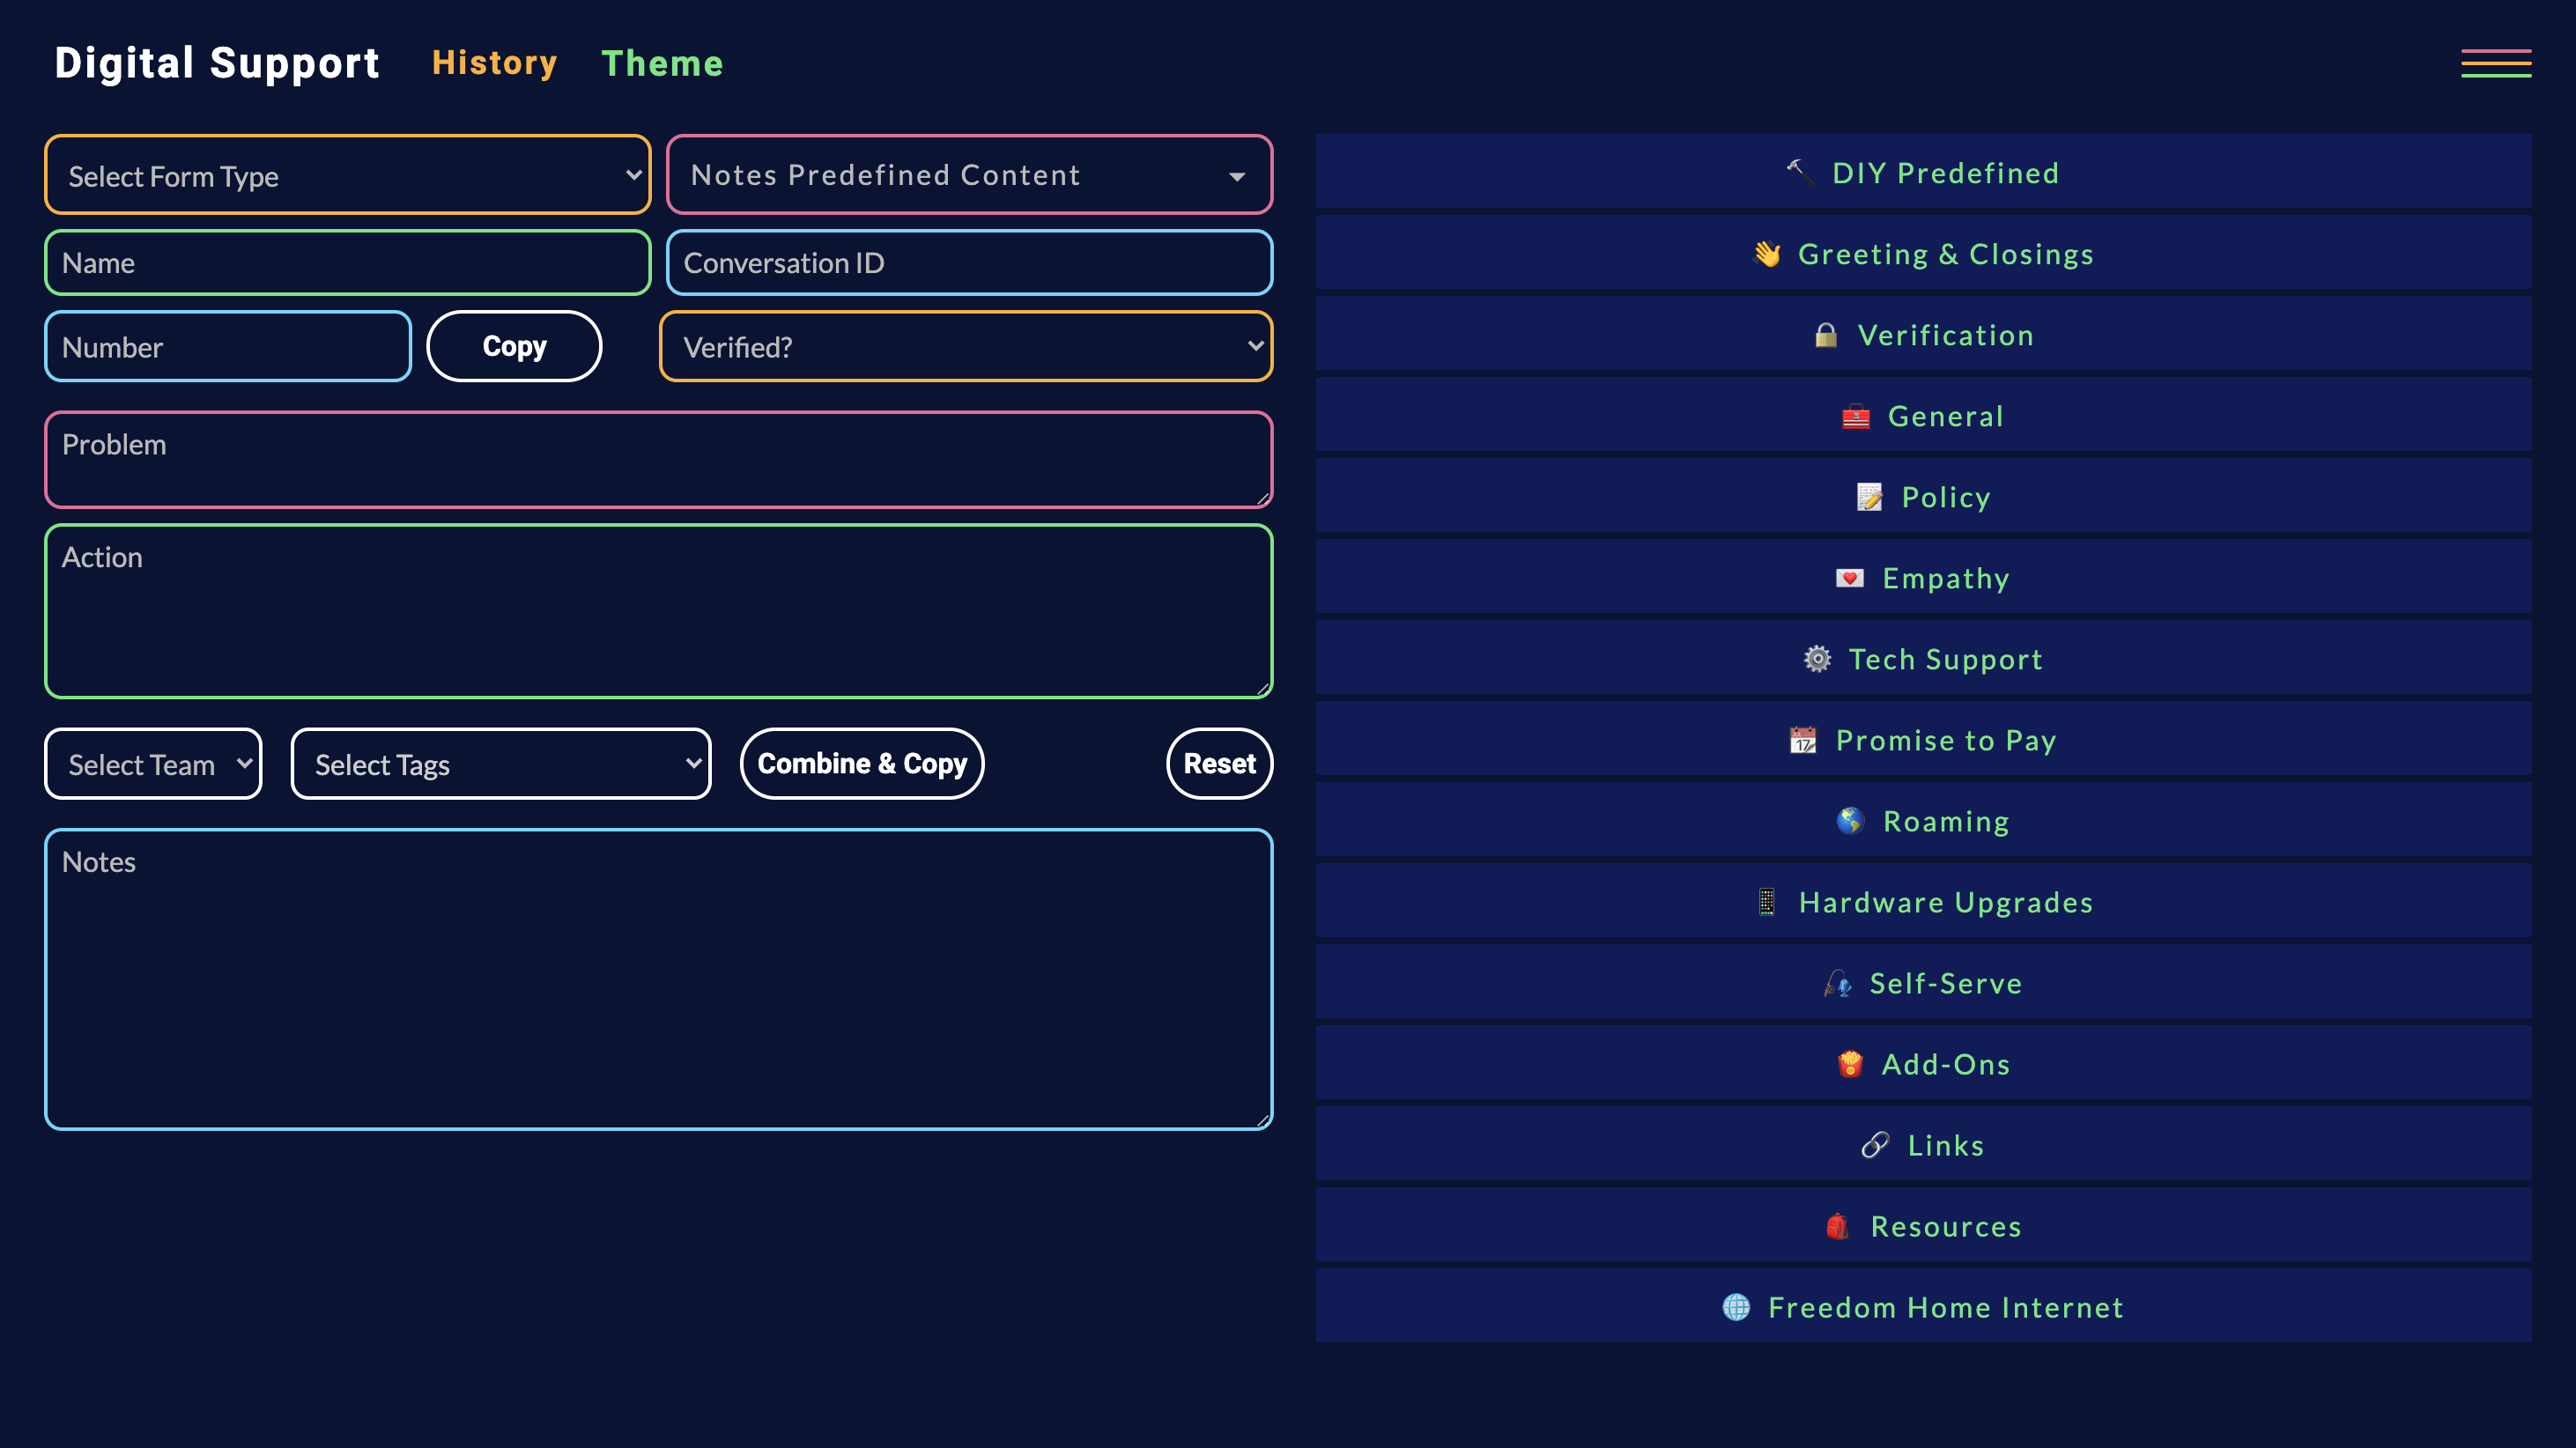 Digital Support History Theme
Select Form Type
Notes Predefined Content
Name
Conversation ID
Number
Copy
Verified?
Problem
Action
Select Team
Select Tags
Combine & Copy
Reset
Notes
DIY Predefined
Greeting & Closings
Verification
General
Policy
Empathy
Tech Support
Promise to Pay
Roaming
Hardware Upgrades
Self-Serve
Add-Ons
Links
Resources
Freedom Home Internet